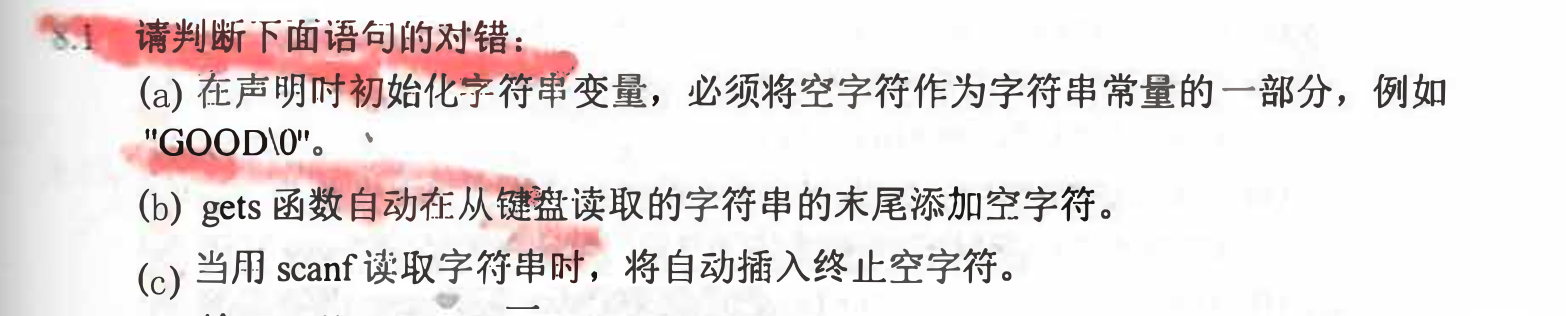 8.1 请判断下面语句的对错：
(a) 在声明时初始化字符串变量，必须将空字符作为字符串常量的一部分，例如
"GOOD\0"。
(b) gets 函数自动在从键盘读取的字符串的末尾添加空字符。
(c) 当用 scanf 读取字符串时，将自动插入终止空字符。